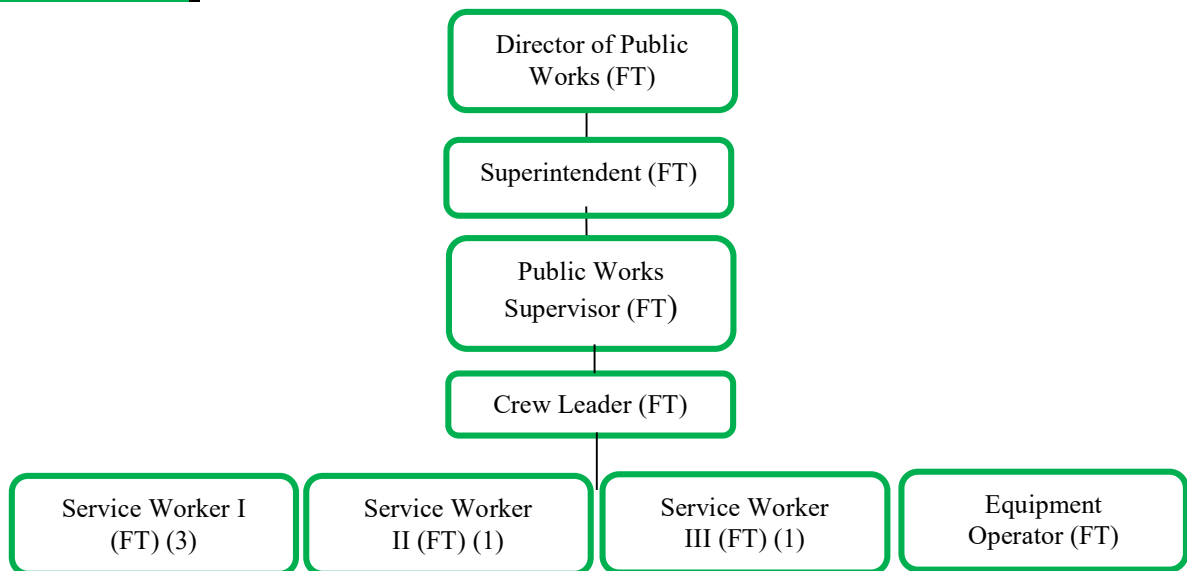 Director of Public
Works (FT)
Superintendent (FT)
Public Works
Supervisor (FT)
Crew Leader (FT)
Service Worker I
(FT) (3)
Service Worker
II (FT) (1)
Service Worker
III (FT) (1)
Equipment
Operator (FT)